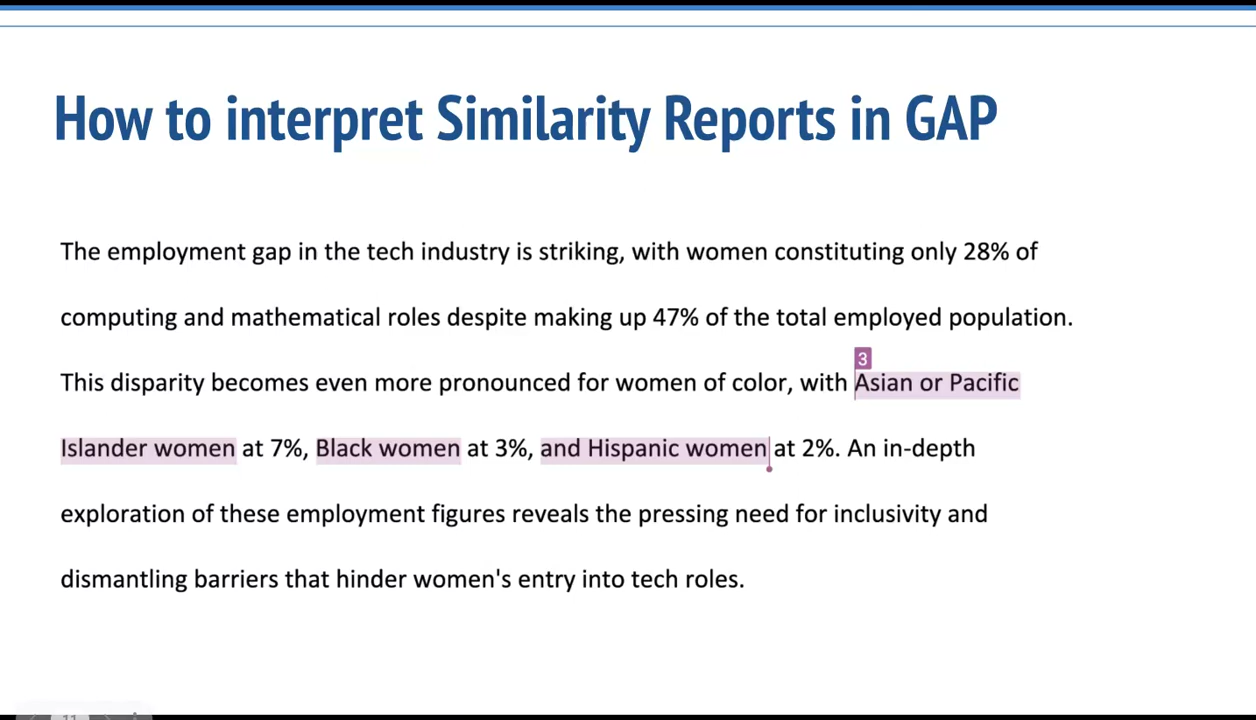 How to interpret Similarity Reports in GAP
The employment gap in the tech industry is striking, with women constituting only 28% of
computing and mathematical roles despite making up 47% of the total employed population.
3
This disparity becomes even more pronounced for women of color, with Asian or Pacific
Islander women at 7%, Black women at 3%, and Hispanic women at 2%. An in-depth
exploration of these employment figures reveals the pressing need for inclusivity and
dismantling barriers that hinder women's entry into tech roles.